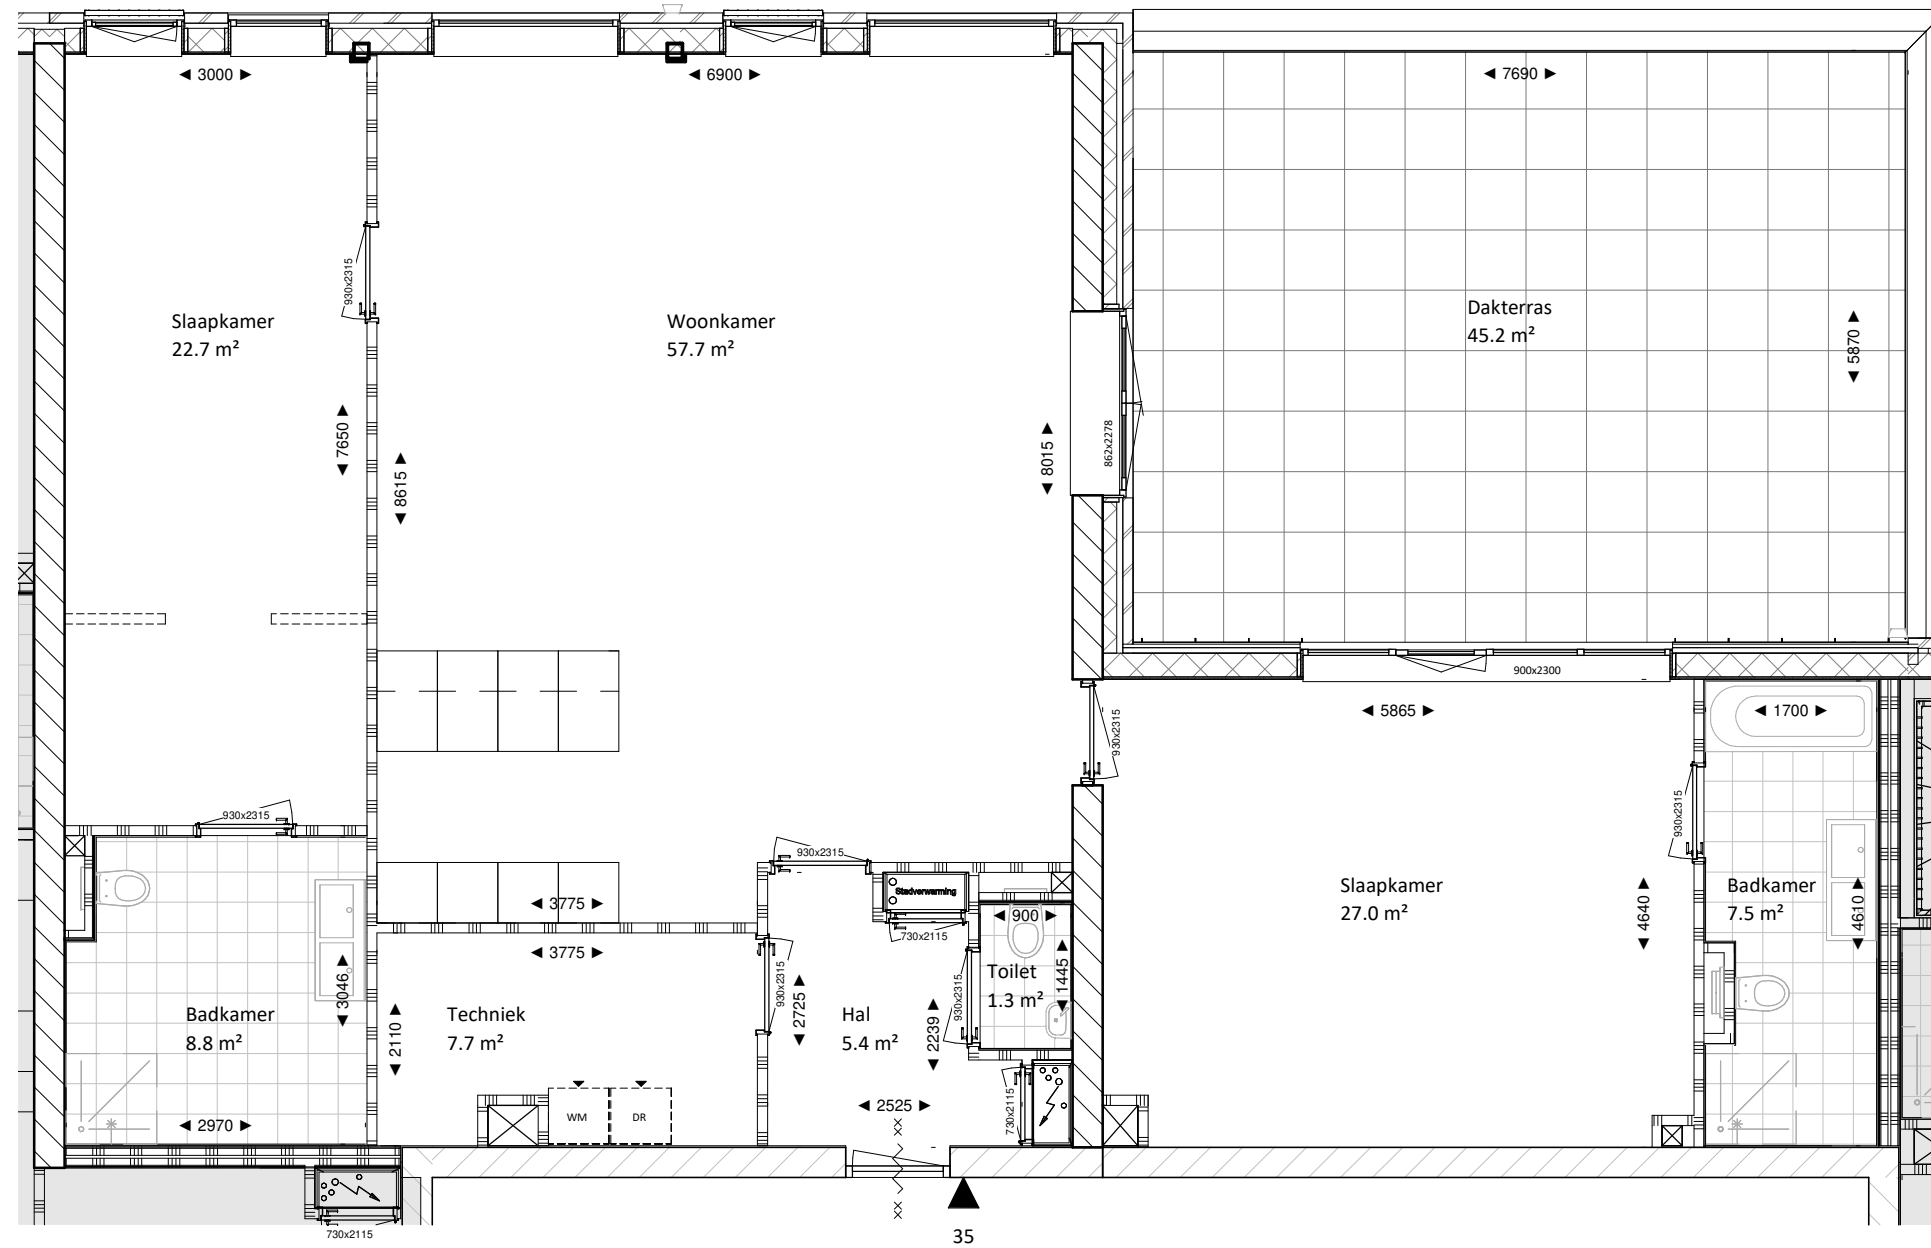 ◄ 3000 ►
◄ 6900 ►
◄ 7690 ►
930x2315
Slaapkamer
22.7 m²
Woonkamer
57.7 m²
Dakterras
45.2 m²
◄ 5870 ►
◄ 7650 ►
◄ 8615 ►
◄ 8015 ►
862x2278
900x2300
◄ 5865 ►
◄ 1700 ►
930x2315
930x2315
930x2315
930x2315
Stadverwarming
◄ 3775 ►
◄ 900 ►
730x2115
Slaapkamer
27.0 m²
◄ 4640 ►
Badkamer
7.5 m²
◄ 4610 ►
◄ 3775 ►
◄ 3046 ►
Badkamer
8.8 m²
◄ 2110 ►
Techniek
7.7 m²
930x2315
◄ 2725 ►
Hal
5.4 m²
◄ 2239 ►
930x2315
Toilet
1.3 m²
◄ 1445 ►
◄ 2970 ►
WM
DR
◄ 2525 ►
730x2115
730x2115
35